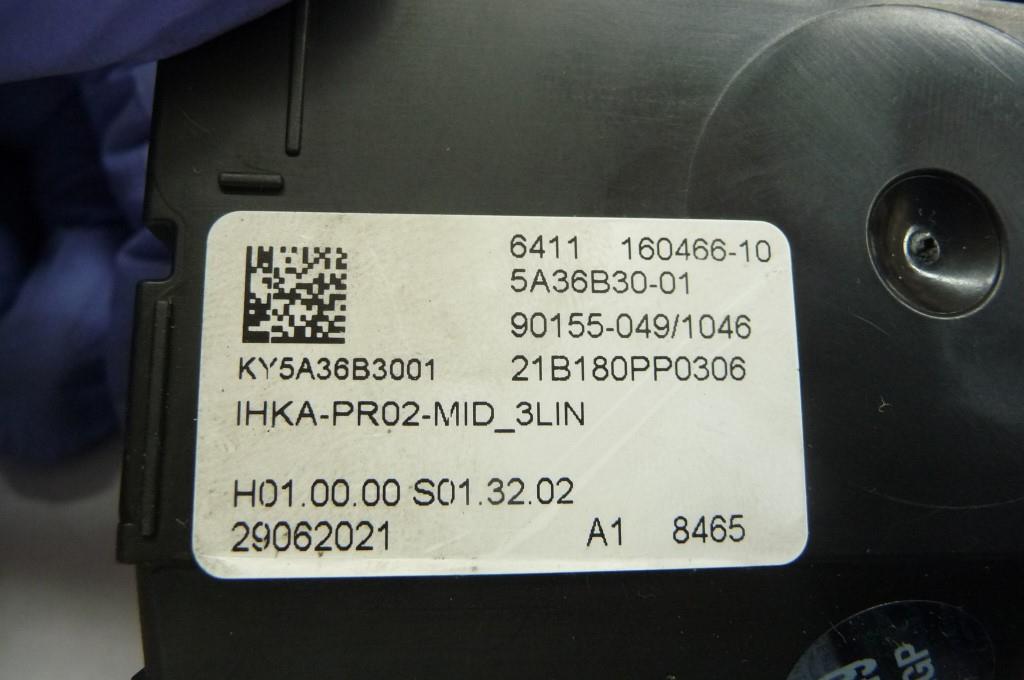 6411 160466-10
5A36B30-01
90155-049/1046
KY5A36B3001 21B180PP0306
IHKA-PR02-MID_3LIN
H01.00.00 S01.32.02
29062021 A1 8465
GP